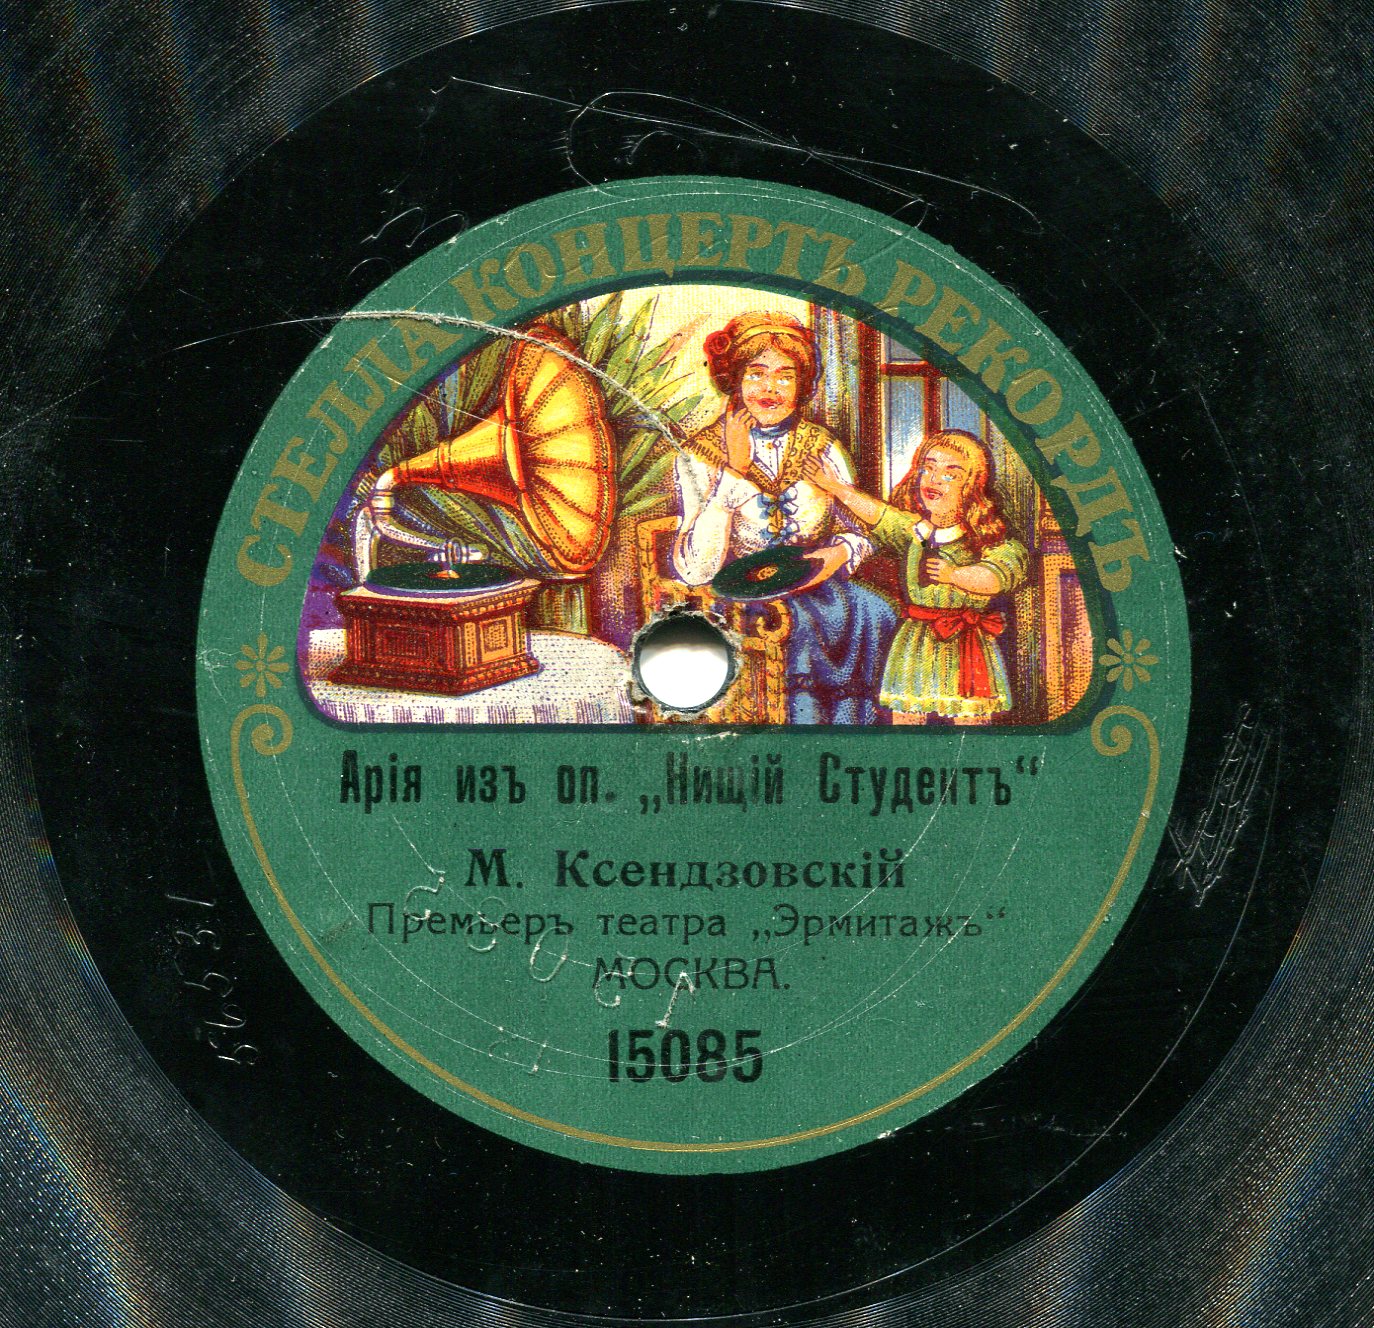 СТЕЛЛА КОНЦЕРТЪ РЕКОРДЪ
Арія изъ оп. „Нищій Студентъ“
М. Ксендзовскій
Премьеръ театра „Эрмитажъ“
МОСКВА.
15085